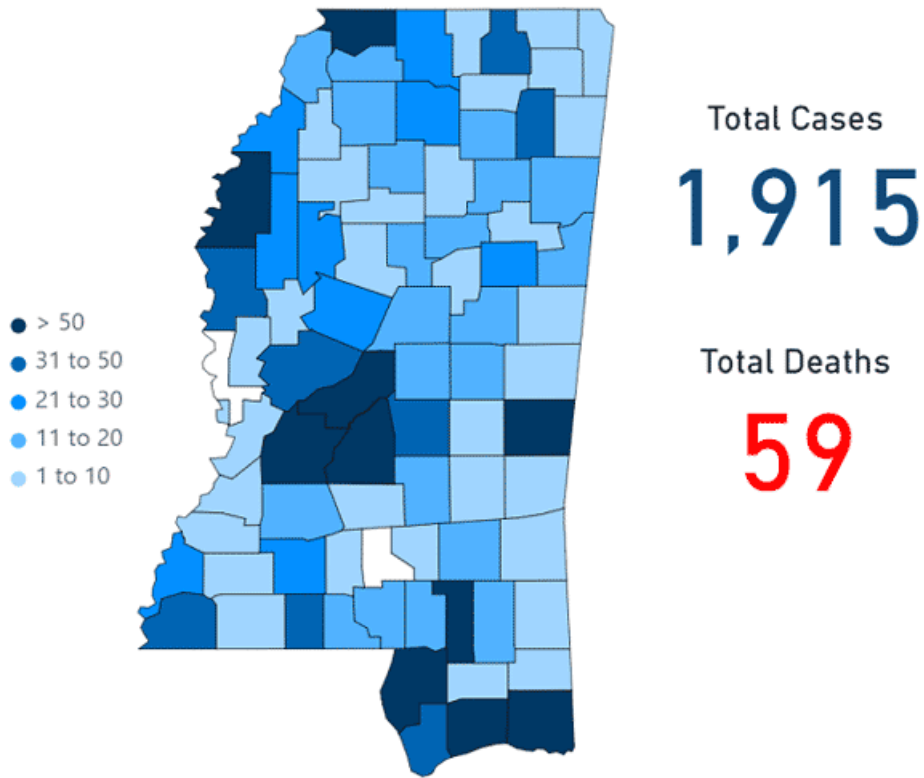 Total Cases
1,915
> 50
31 to 50
21 to 30
11 to 20
1 to 10
Total Deaths
59